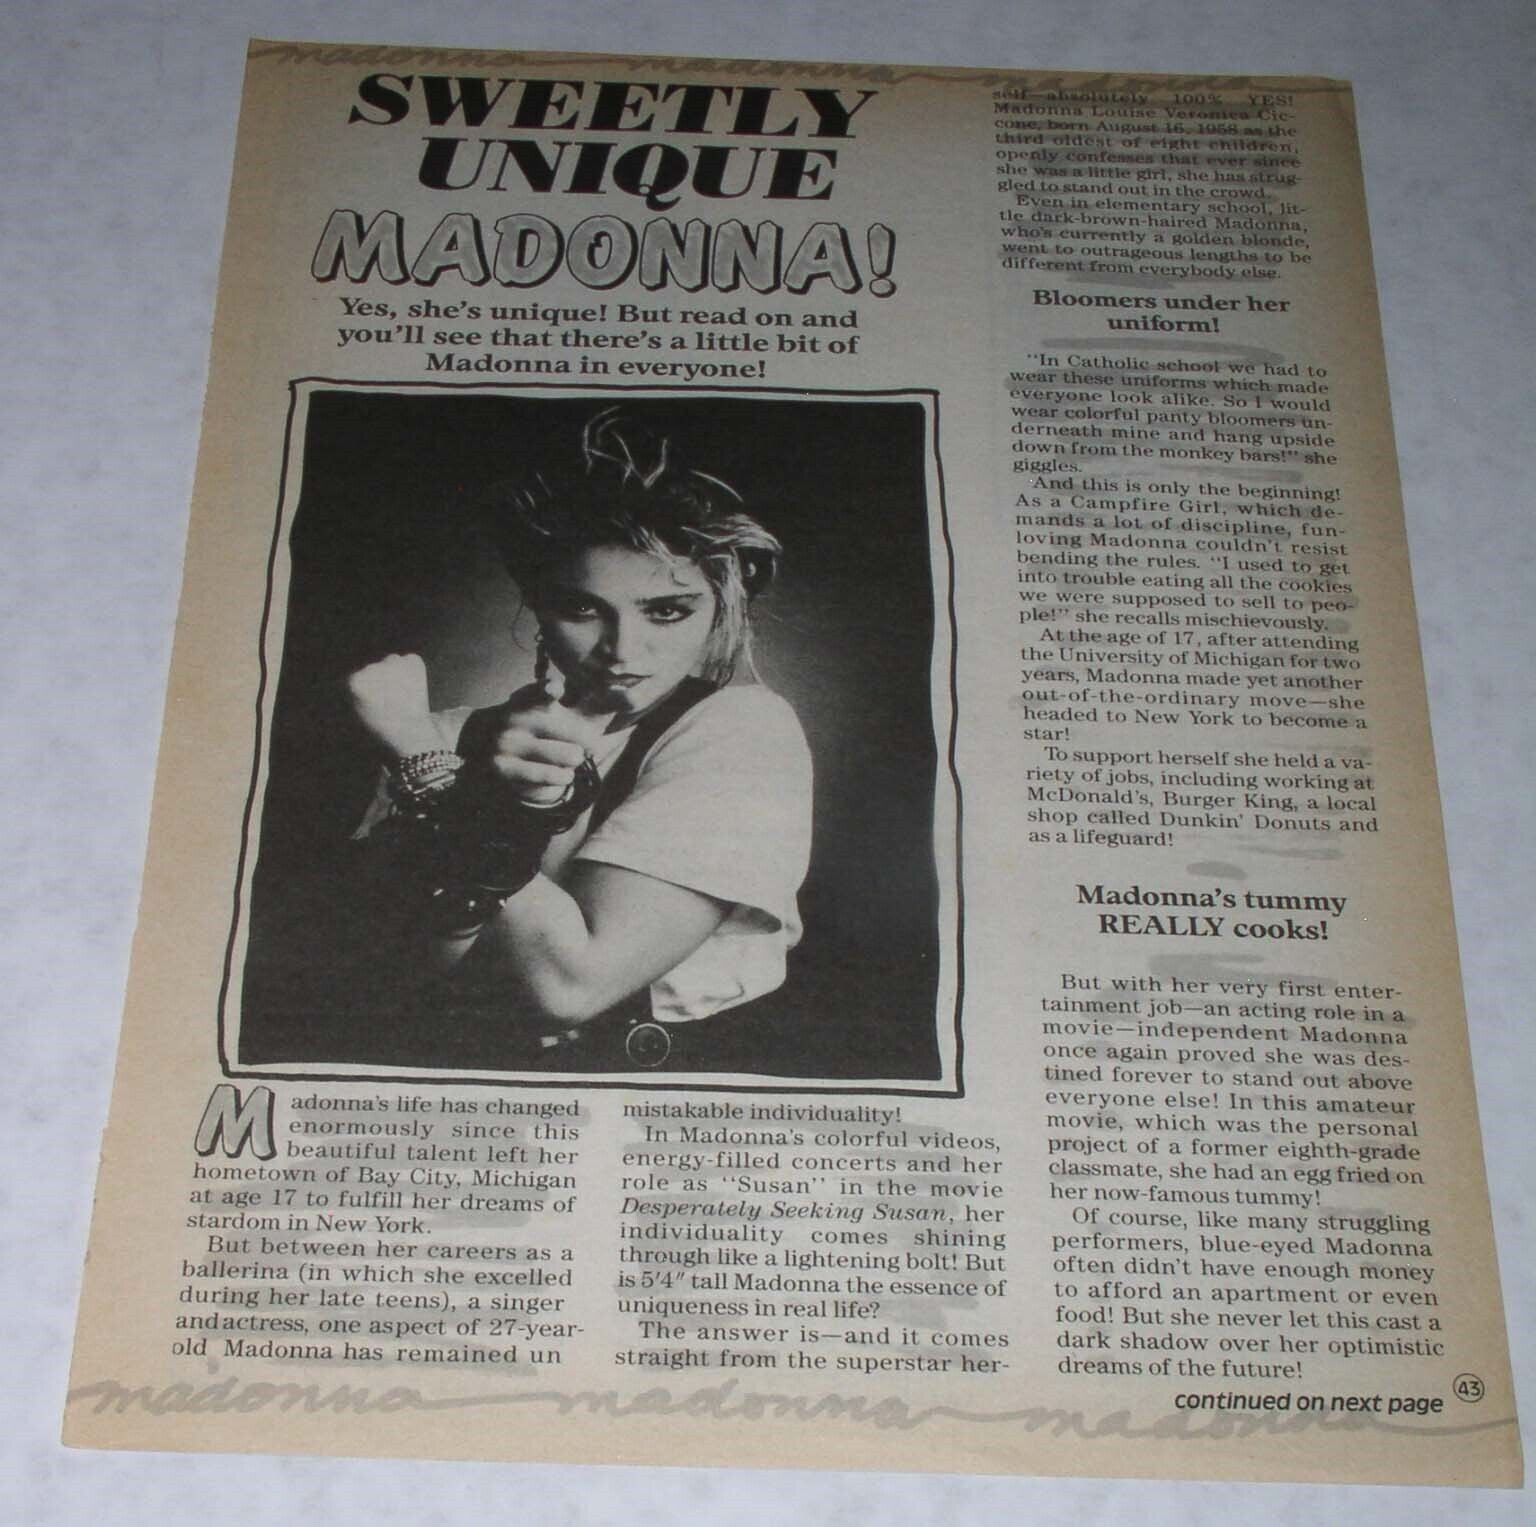 madonna madonna madonna
SWEETLY
UNIQUE
MADONNA!
Yes, she's unique! But read on and
you'll see that there's a little bit of
Madonna in everyone!
Madonna's life has changed
enormously since this
beautiful talent left her
hometown of Bay City, Michigan
at age 17 to fulfill her dreams of
stardom in New York.
But between her careers as a
ballerina (in which she excelled
during her late teens), a singer
and actress, one aspect of 27-year-
old Madonna has remained un
mistakable individuality!
In Madonna's colorful videos,
energy-filled concerts and her
role as "Susan" in the movie
Desperately Seeking Susan, her
individuality comes shining
through like a lightening bolt! But
is 5'4" tall Madonna the essence of
uniqueness in real life?
The answer is—and it comes
straight from the superstar her-
self—absolutely 100% YES!
Madonna Louise Veronica Cic-
cone, born August 16, 1958 as the
third oldest of eight children,
openly confesses that ever since
she was a little girl, she has strug-
gled to stand out in the crowd.
Even in elementary school, lit-
tle dark-brown-haired Madonna,
who's currently a golden blonde,
went to outrageous lengths to be
different from everybody else.
Bloomers under her
uniform!
"In Catholic school we had to
wear these uniforms which made
everyone look alike. So I would
wear colorful panty bloomers un-
derneath mine and hang upside
down from the monkey bars!" she
giggles.
And this is only the beginning!
As a Campfire Girl, which de-
mands a lot of discipline, fun-
loving Madonna couldn't resist
bending the rules. "I used to get
into trouble eating all the cookies
we were supposed to sell to peo-
ple!" she recalls mischievously.
At the age of 17, after attending
the University of Michigan for two
years, Madonna made yet another
out-of-the-ordinary move—she
headed to New York to become a
star!
To support herself she held a va-
riety of jobs, including working at
McDonald's, Burger King, a local
shop called Dunkin' Donuts and
as a lifeguard!
Madonna's tummy
REALLY cooks!
But with her very first enter-
tainment job—an acting role in a
movie—independent Madonna
once again proved she was des-
tined forever to stand out above
everyone else! In this amateur
movie, which was the personal
project of a former eighth-grade
classmate, she had an egg fried on
her now-famous tummy!
Of course, like many struggling
performers, blue-eyed Madonna
often didn't have enough money
to afford an apartment or even
food! But she never let this cast a
dark shadow over her optimistic
dreams of the future!
continued on next page 43
madonna madonna madonna